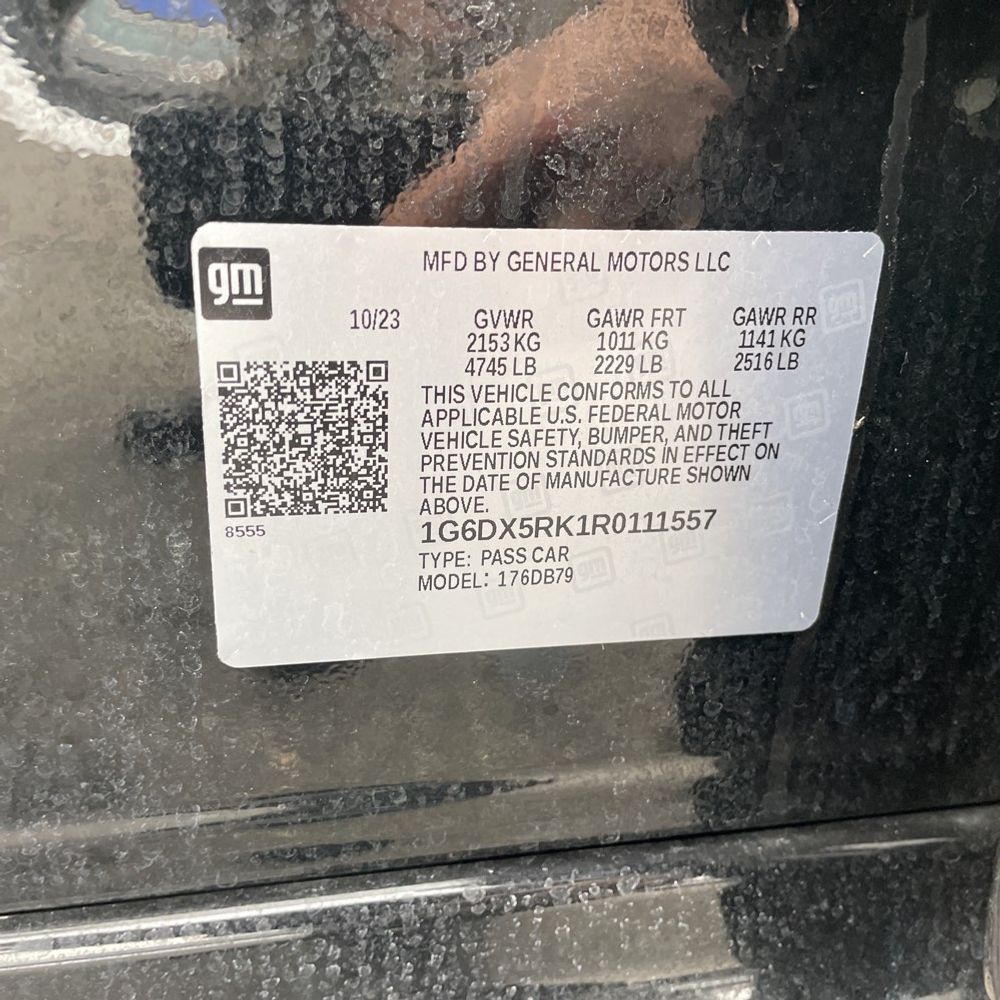 gm
MFD BY GENERAL MOTORS LLC
10/23 GVWR GAWR FRT GAWR RR
2153 KG 1011 KG 1141 KG
4745 LB 2229 LB 2516 LB
THIS VEHICLE CONFORMS TO ALL
APPLICABLE U.S. FEDERAL MOTOR
VEHICLE SAFETY, BUMPER, AND THEFT
PREVENTION STANDARDS IN EFFECT ON
THE DATE OF MANUFACTURE SHOWN
ABOVE.
8555
1G6DX5RK1R0111557
TYPE: PASS CAR
MODEL: 176DB79